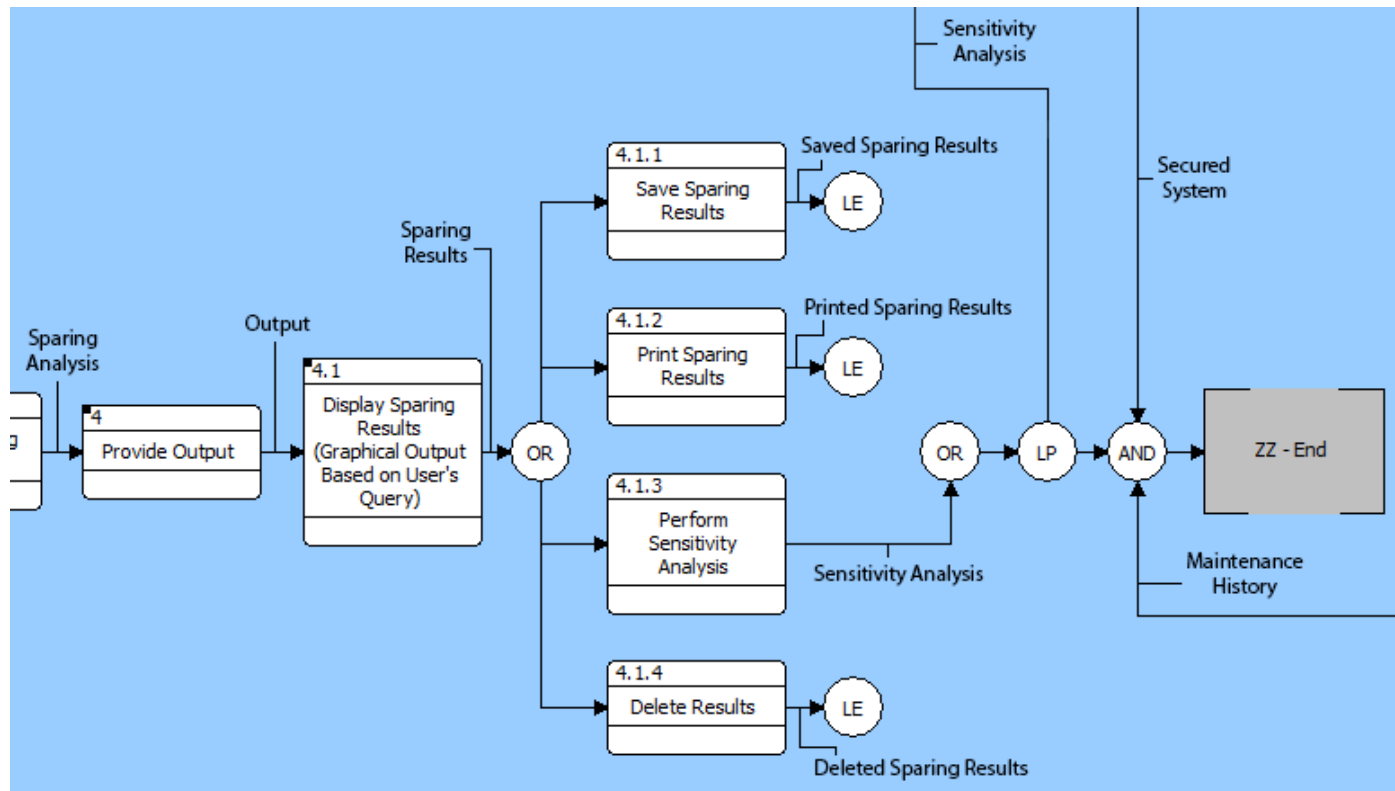 Sensitivity
Analysis
Secured
System
4.1.1
Save Sparing
Results
Saved Sparing Results
LE
Sparing
Results
4.1.2
Print Sparing
Results
Printed Sparing Results
LE
Sparing
Analysis
g
4
Provide Output
Output
4.1
Display Sparing
Results
(Graphical Output
Based on User's
Query)
OR
4.1.3
Perform
Sensitivity
Analysis
Sensitivity Analysis
OR
LP
AND
ZZ - End
Maintenance
History
4.1.4
Delete Results
LE
Deleted Sparing Results